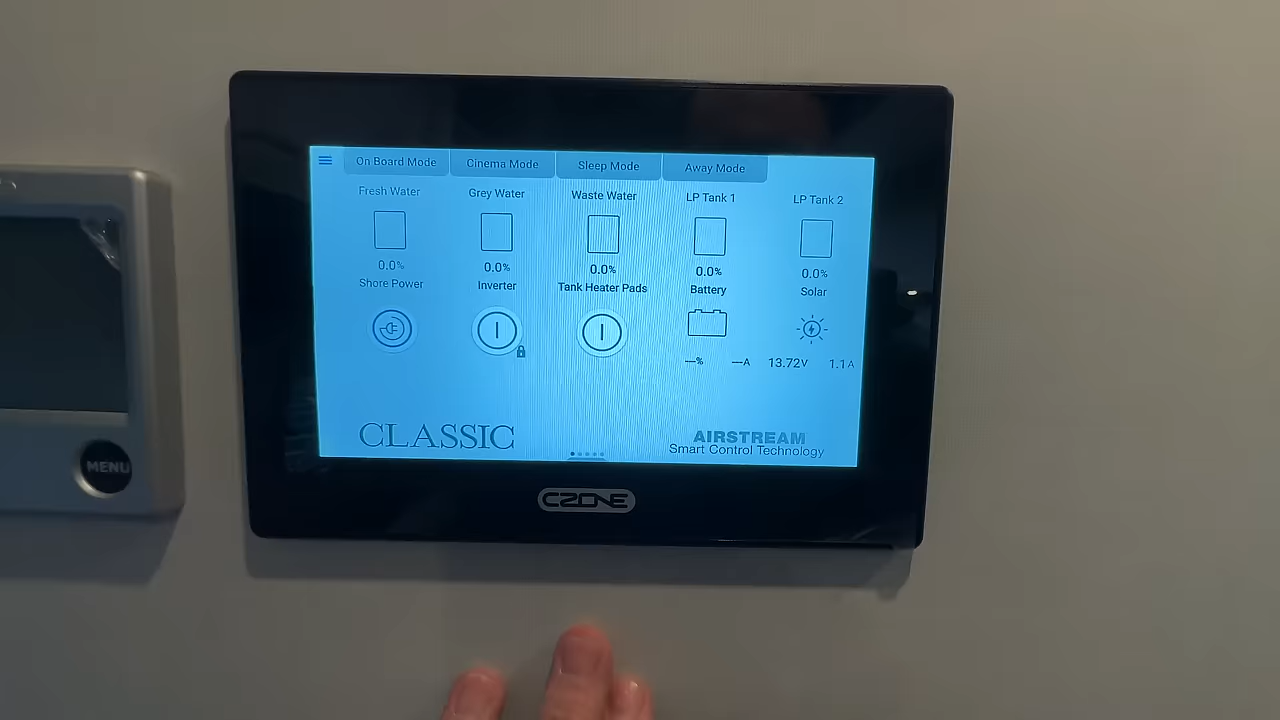 On Board Mode
Cinema Mode
Sleep Mode
Away Mode
Fresh Water
Grey Water
Waste Water
LP Tank 1
LP Tank 2
0.0%
0.0%
0.0%
0.0%
0.0%
Shore Power
Inverter
Tank Heater Pads
Battery
Solar
---%
---A
13.72V
1.1A
CLASSIC
AIRSTREAM
Smart Control Technology
CZONE
MENU